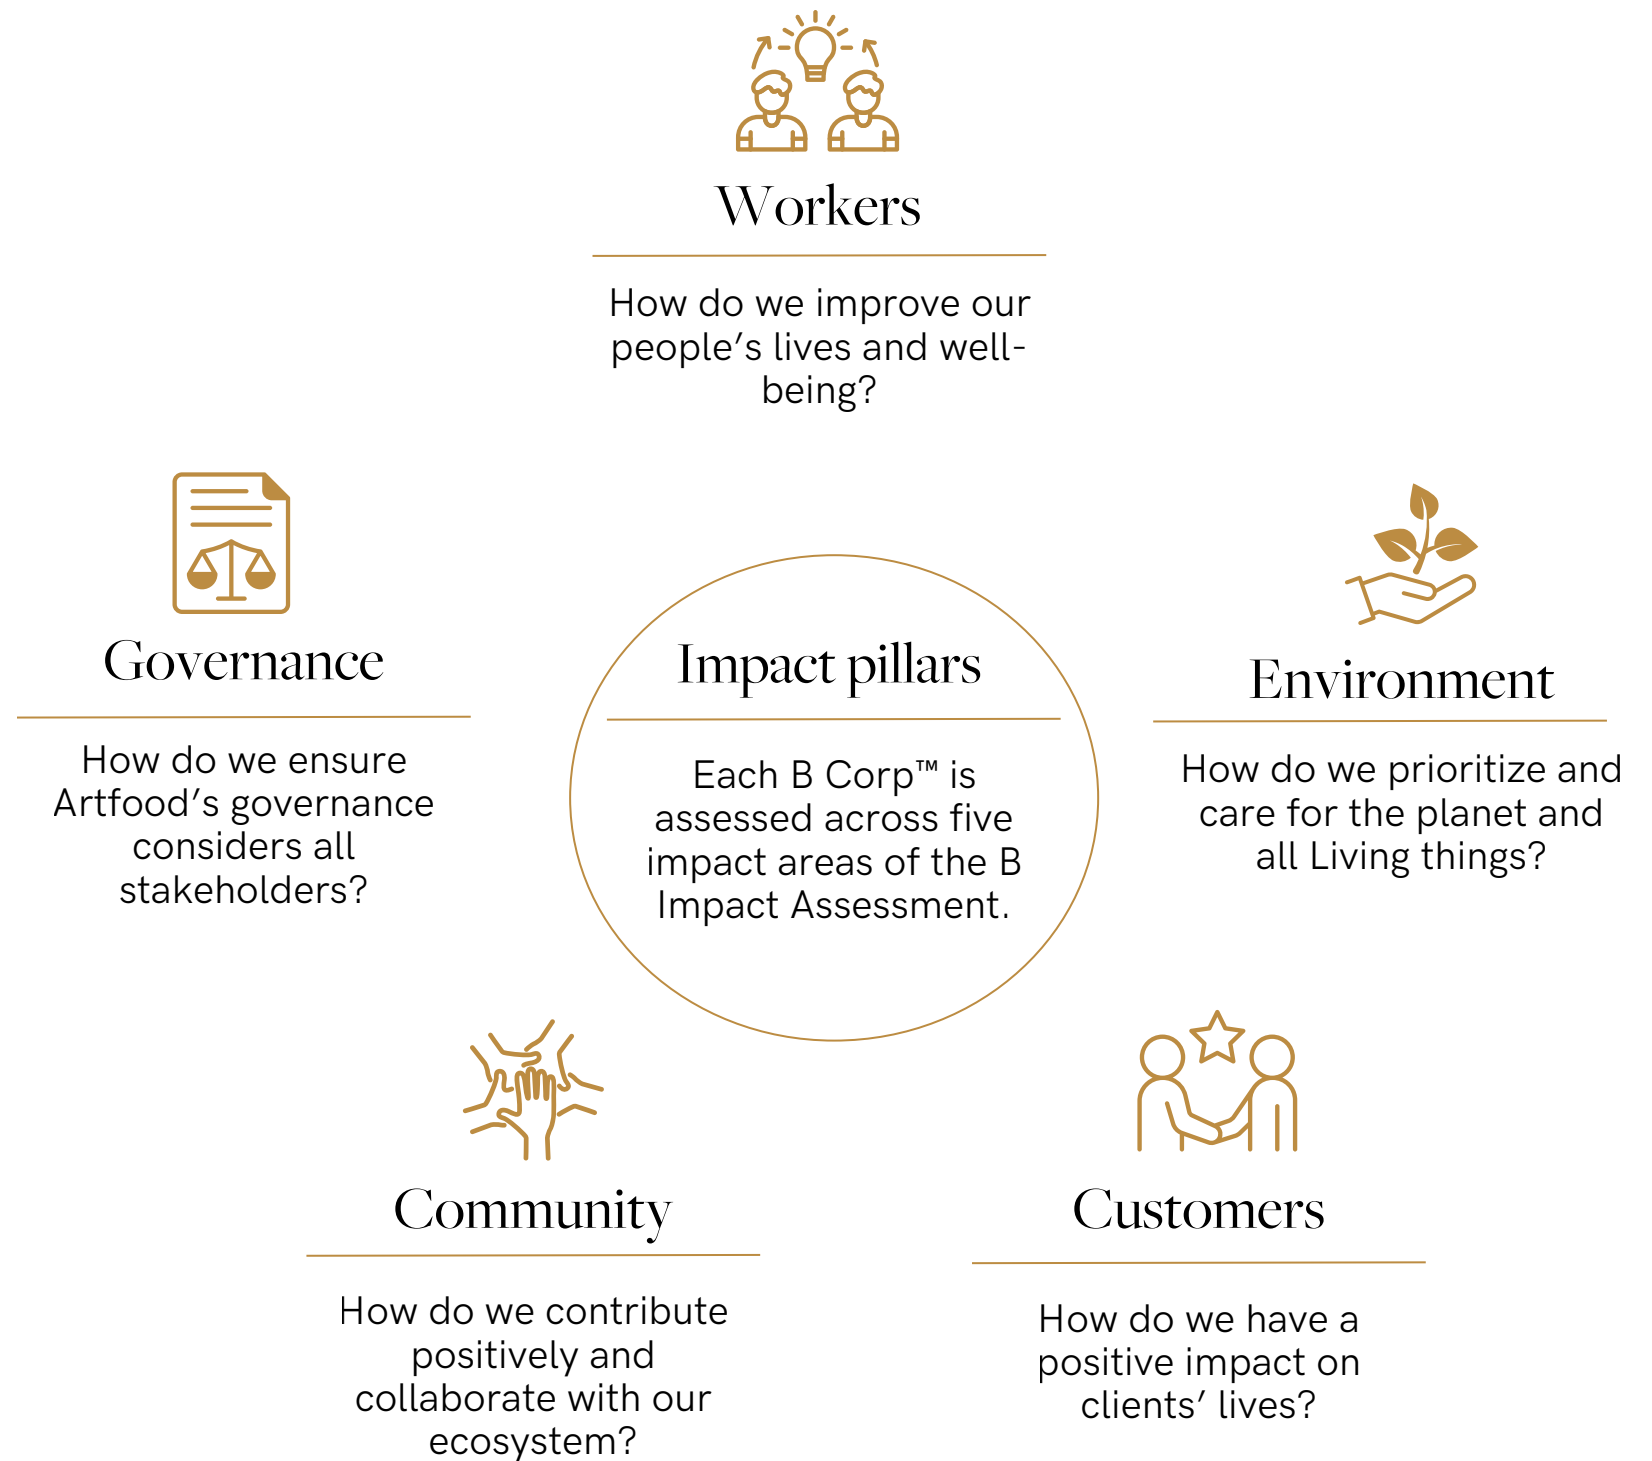 Workers
How do we improve our
people’s lives and well-
being?
Governance
How do we ensure
Artfood’s governance
considers all
stakeholders?
Impact pillars
Each B Corp™ is
assessed across five
impact areas of the B
Impact Assessment.
Environment
How do we prioritize and
care for the planet and
all Living things?
Community
How do we contribute
positively and
collaborate with our
ecosystem?
Customers
How do we have a
positive impact on
clients’ lives?